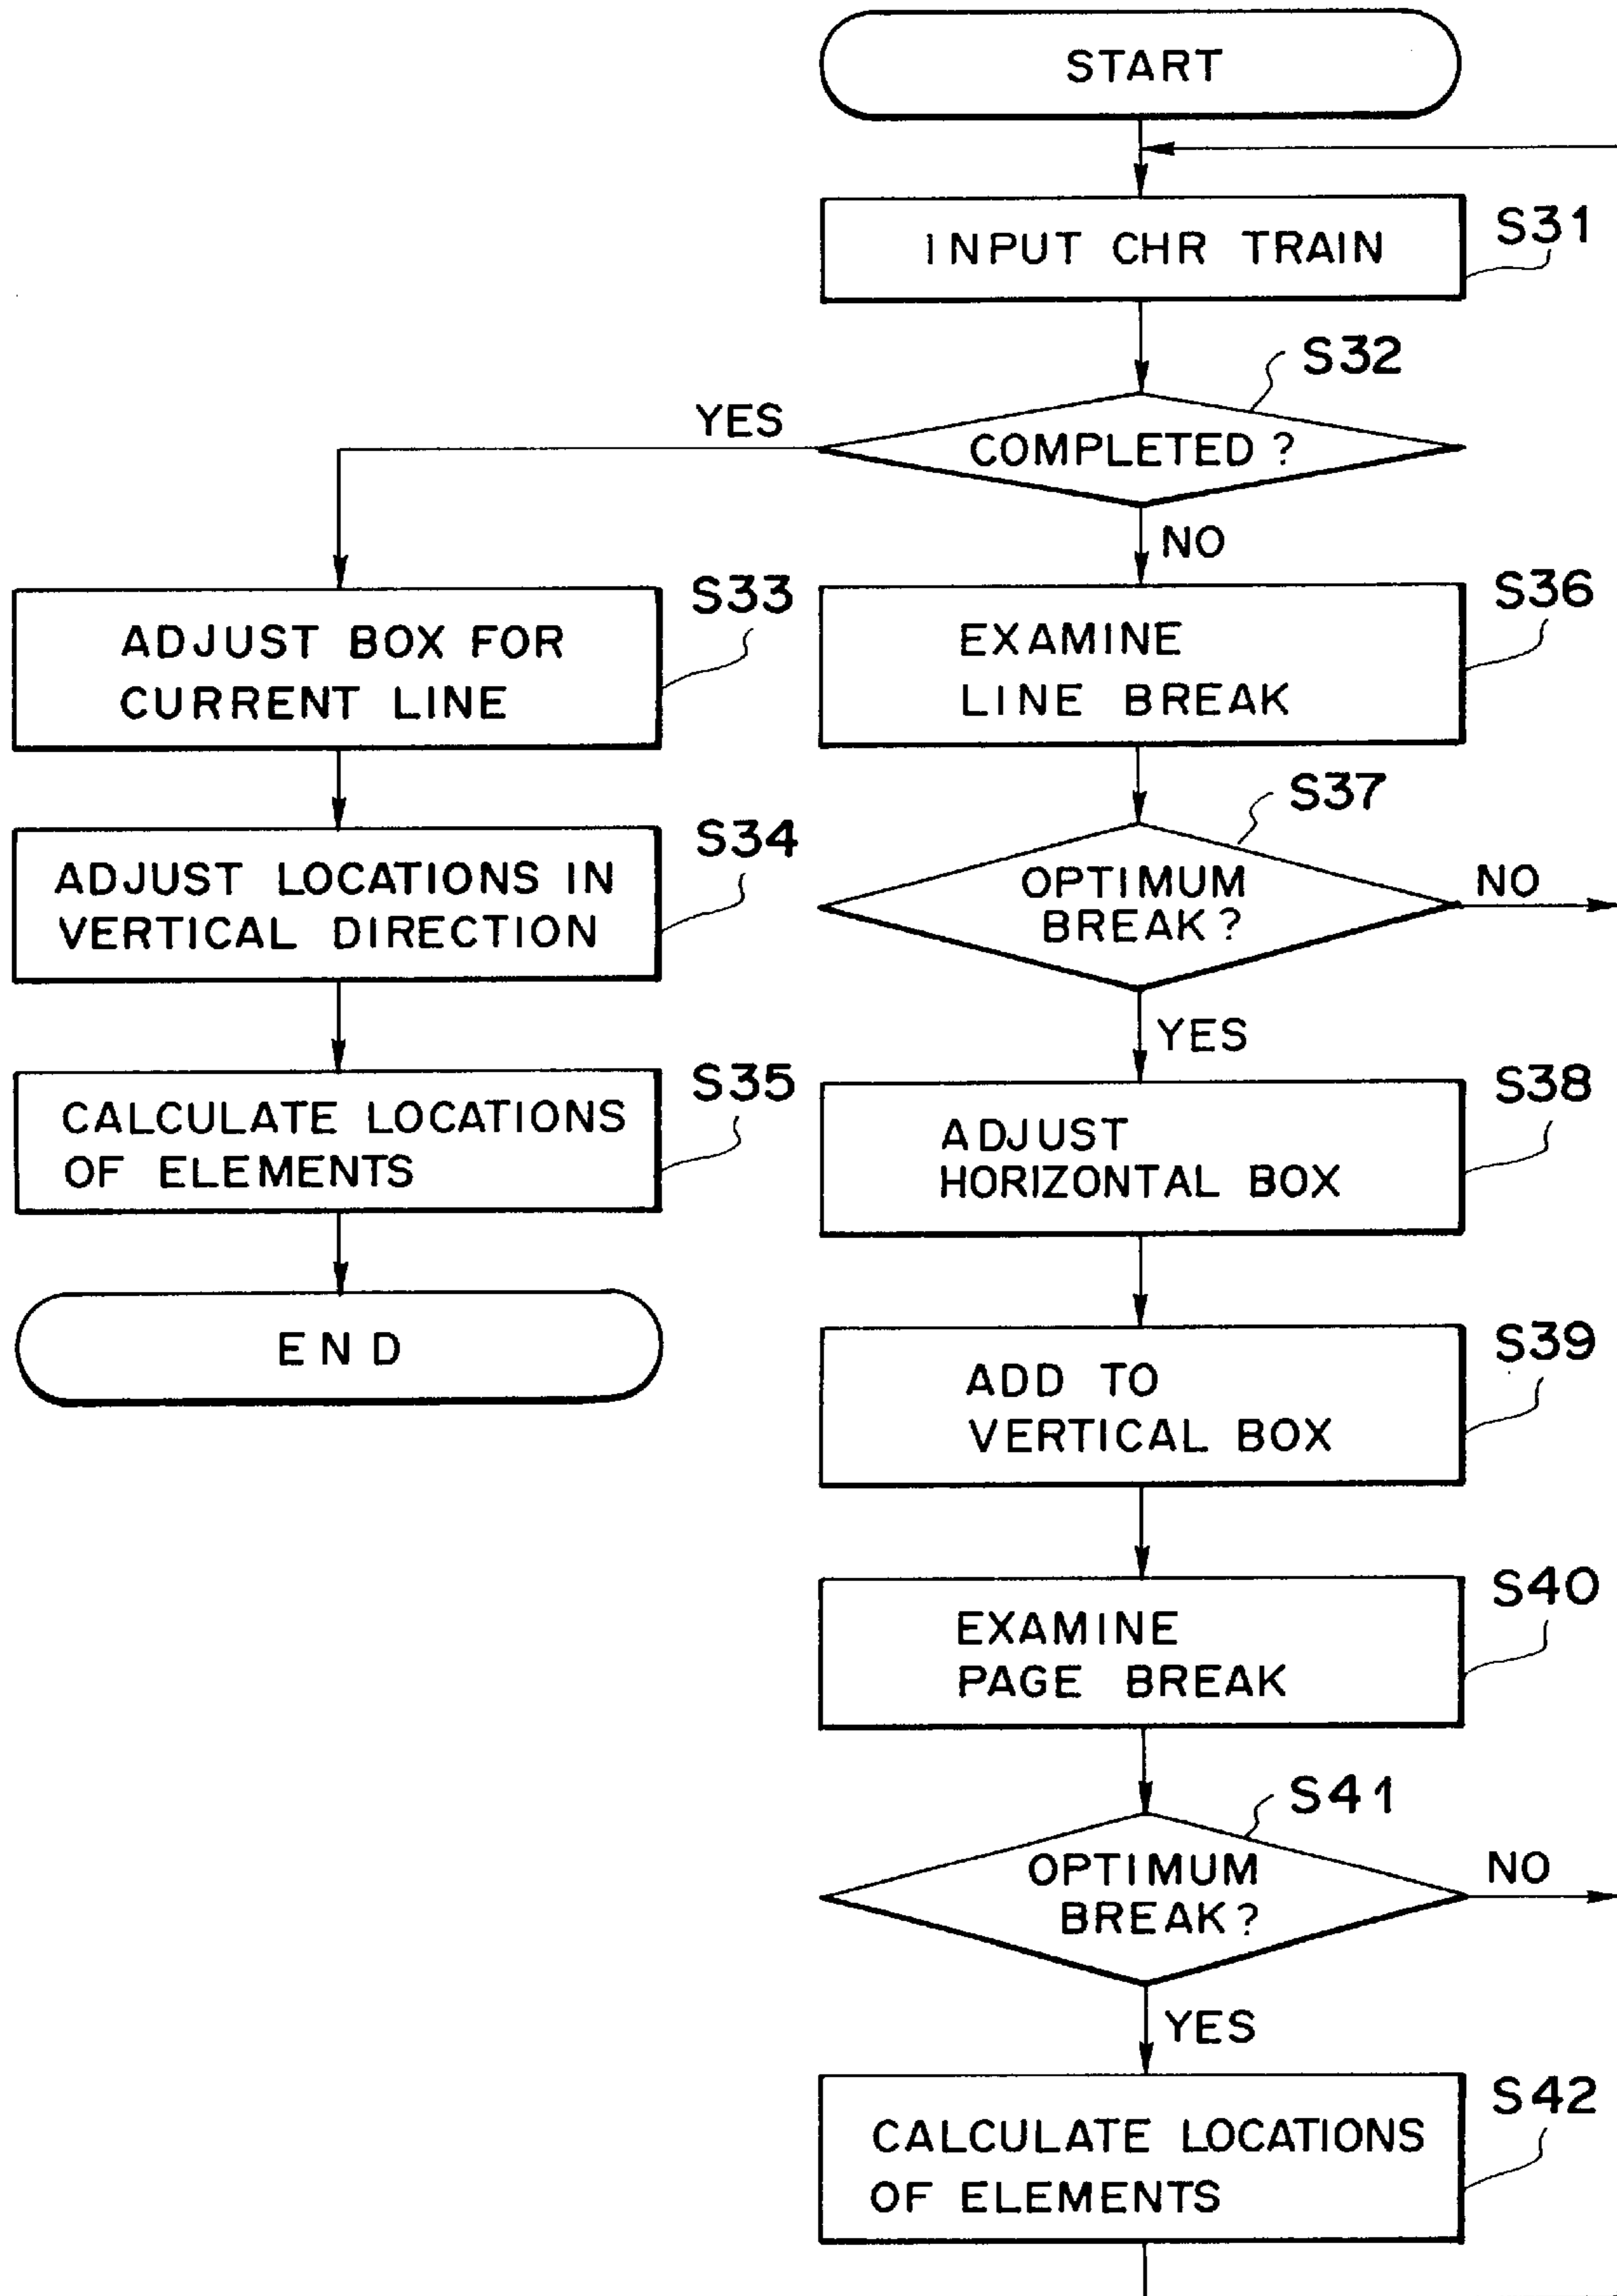 START
INPUT CHR TRAIN
S31
S32
COMPLETED ?
YES
NO
S33
ADJUST BOX FOR
CURRENT LINE
S34
ADJUST LOCATIONS IN
VERTICAL DIRECTION
S35
CALCULATE LOCATIONS
OF ELEMENTS
END
S36
EXAMINE
LINE BREAK
S37
OPTIMUM
BREAK?
NO
YES
S38
ADJUST
HORIZONTAL BOX
S39
ADD TO
VERTICAL BOX
S40
EXAMINE
PAGE BREAK
S41
OPTIMUM
BREAK?
NO
YES
S42
CALCULATE LOCATIONS
OF ELEMENTS